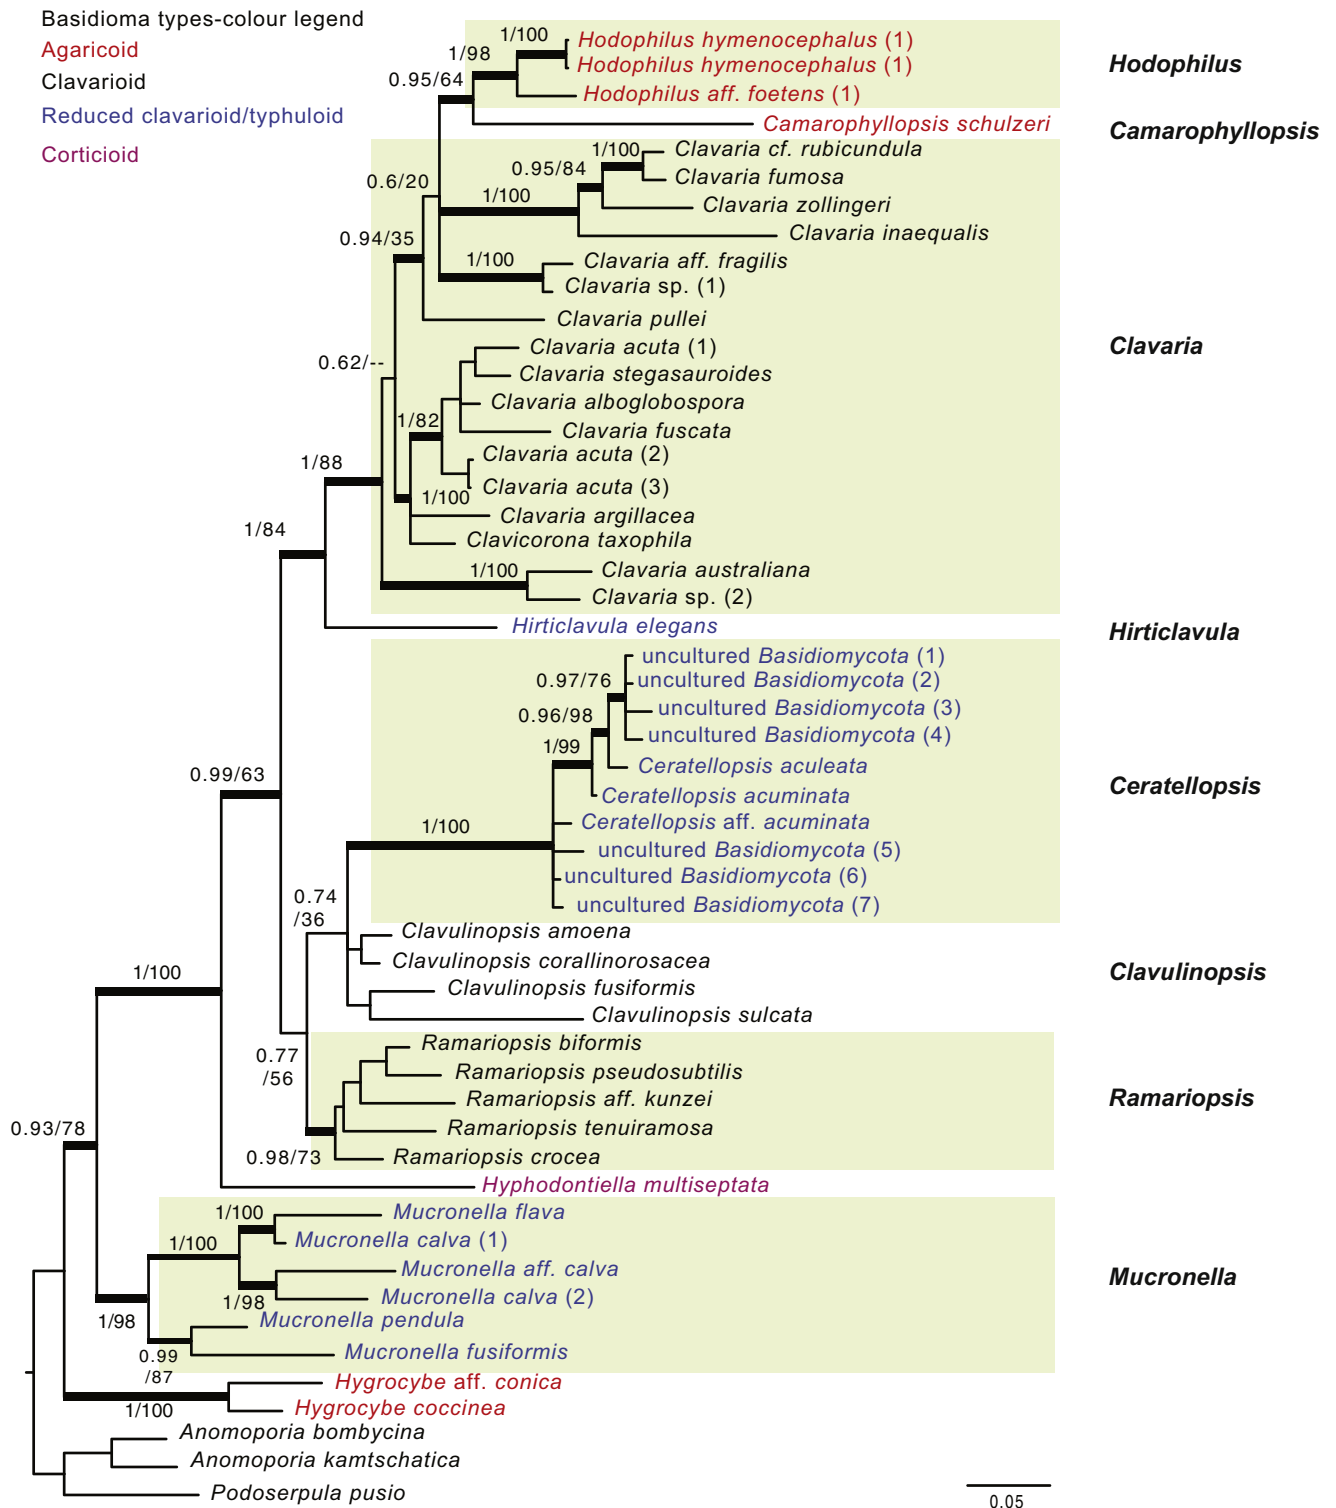 Basidioma types-colour legend
Agaricoid
Clavarioid
Reduced clavarioid/typhuloid
Corticioid
1/100
Hodophilus hymenocephalus (1)
1/98
Hodophilus hymenocephalus (1)
Hodophilus
0.95/64
Hodophilus aff. foetens (1)
Camarophyllopsis schulzeri
Camarophyllopsis
1/100
Clavaria cf. rubicundula
0.95/84
Clavaria fumosa
0.6/20
1/100
Clavaria zollingeri
Clavaria inaequalis
0.94/35
1/100
Clavaria aff. fragilis
Clavaria sp. (1)
Clavaria pullei
Clavaria
0.62/--
Clavaria acuta (1)
Clavaria stegasauroides
Clavaria alboglobospora
1/82
Clavaria fuscata
Clavaria acuta (2)
1/88
Clavaria acuta (3)
1/100
Clavaria argillacea
1/84
Clavicorona taxophila
1/100
Clavaria australiana
Clavaria sp. (2)
Hirticlavula elegans
Hirticlavula
uncultured Basidiomycota (1)
0.97/76
uncultured Basidiomycota (2)
0.96/98
uncultured Basidiomycota (3)
uncultured Basidiomycota (4)
1/99
Ceratellopsis aculeata
0.99/63
Ceratellopsis
Ceratellopsis acuminata
Ceratellopsis aff. acuminata
1/100
uncultured Basidiomycota (5)
uncultured Basidiomycota (6)
0.74
/36
uncultured Basidiomycota (7)
Clavulinopsis amoena
Clavulinopsis corallinorosacea
1/100
Clavulinopsis
Clavulinopsis fusiformis
Clavulinopsis sulcata
Ramariopsis biformis
0.77
/56
Ramariopsis pseudosubtilis
Ramariopsis aff. kunzei
Ramariopsis
0.93/78
Ramariopsis tenuiramosa
0.98/73
Ramariopsis crocea
Hyphodontiella multiseptata
1/100
Mucronella flava
Mucronella calva (1)
1/100
Mucronella aff. calva
Mucronella
1/98
Mucronella calva (2)
1/98
Mucronella pendula
Mucronella fusiformis
0.99
/87
Hygrocybe aff. conica
1/100
Hygrocybe coccinea
Anomoporia bombycina
Anomoporia kamtschatica
Podoserpula pusio
0.05